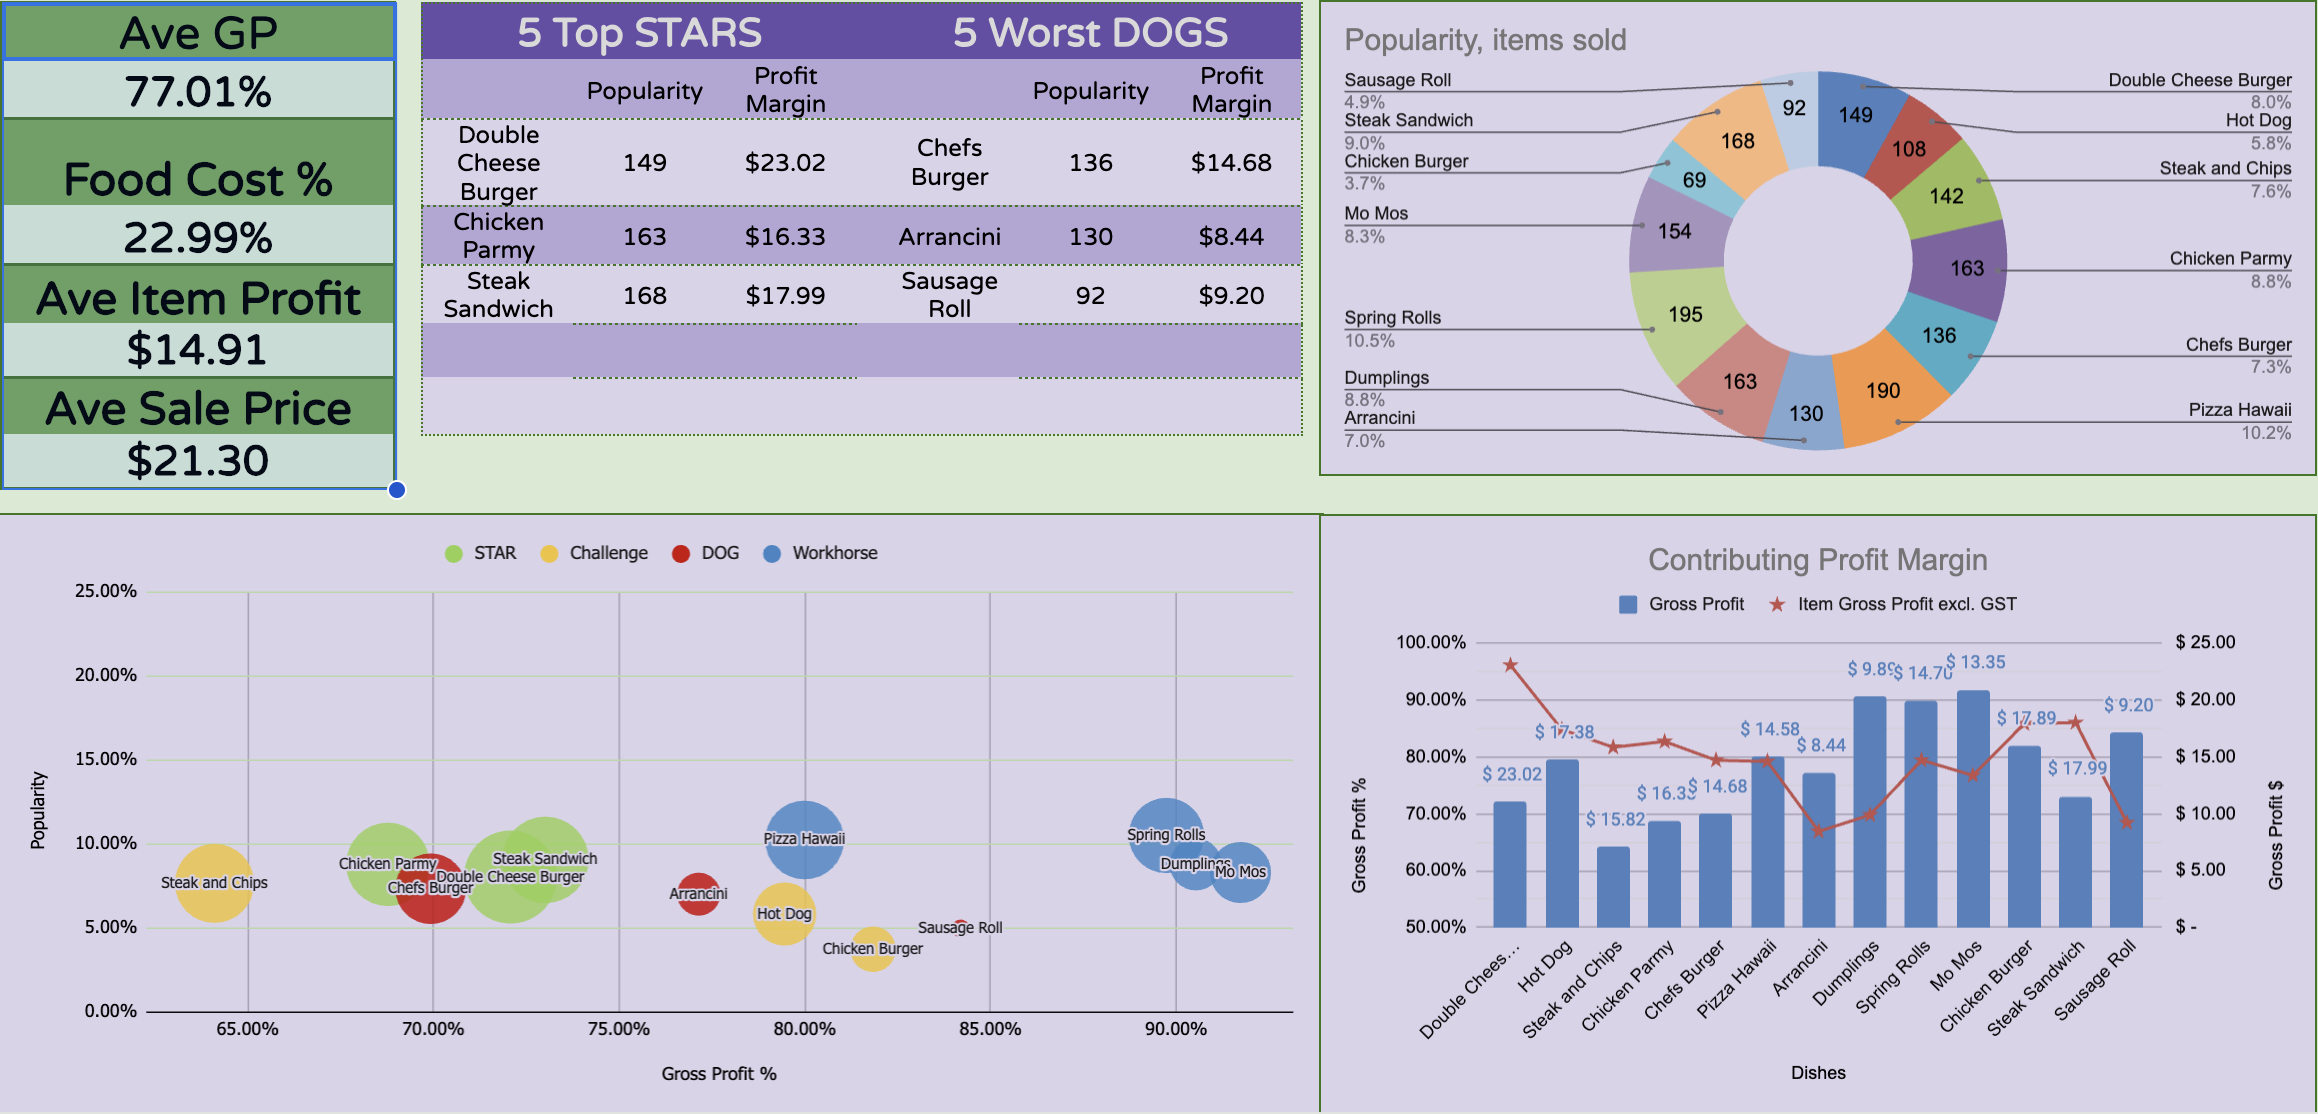 Ave GP
77.01%
Food Cost %
22.99%
Ave Item Profit
$14.91
Ave Sale Price
$21.30
5 Top STARS 5 Worst DOGS
Popularity Profit Margin Popularity Profit Margin
Double Cheese Burger 149 $23.02 Chefs Burger 136 $14.68
Chicken Parmy 163 $16.33 Arrancini 130 $8.44
Steak Sandwich 168 $17.99 Sausage Roll 92 $9.20
Popularity, items sold
Sausage Roll
4.9%
Steak Sandwich
9.0%
Chicken Burger
3.7%
Mo Mos
8.3%
Spring Rolls
10.5%
Dumplings
8.8%
Arrancini
7.0%
92
168
69
154
195
163
130
149
108
142
163
136
190
Double Cheese Burger
8.0%
Hot Dog
5.8%
Steak and Chips
7.6%
Chicken Parmy
8.8%
Chefs Burger
7.3%
Pizza Hawaii
10.2%
STAR Challenge DOG Workhorse
Popularity
25.00%
20.00%
15.00%
10.00%
5.00%
0.00%
Steak and Chips
Chicken Parmy
Chefs Burger
Steak Sandwich
Double Cheese Burger
Arrancini
Pizza Hawaii
Hot Dog
Chicken Burger
Sausage Roll
Spring Rolls
Dumplings
Mo Mos
65.00% 70.00% 75.00% 80.00% 85.00% 90.00%
Gross Profit %
Contributing Profit Margin
Gross Profit Item Gross Profit excl. GST
Gross Profit %
100.00%
90.00%
80.00%
70.00%
60.00%
50.00%
$ 23.02
$ 17.38
$ 15.82
$ 16.33
$ 14.68
$ 14.58
$ 8.44
$ 9.89
$ 14.70
$ 13.35
$ 17.89
$ 17.99
$ 9.20
$ 25.00
$ 20.00
$ 15.00
$ 10.00
$ 5.00
$ -
Gross Profit $
Double Chees...
Hot Dog
Steak and Chips
Chicken Parmy
Chefs Burger
Pizza Hawaii
Arrancini
Dumplings
Spring Rolls
Mo Mos
Chicken Burger
Steak Sandwich
Sausage Roll
Dishes